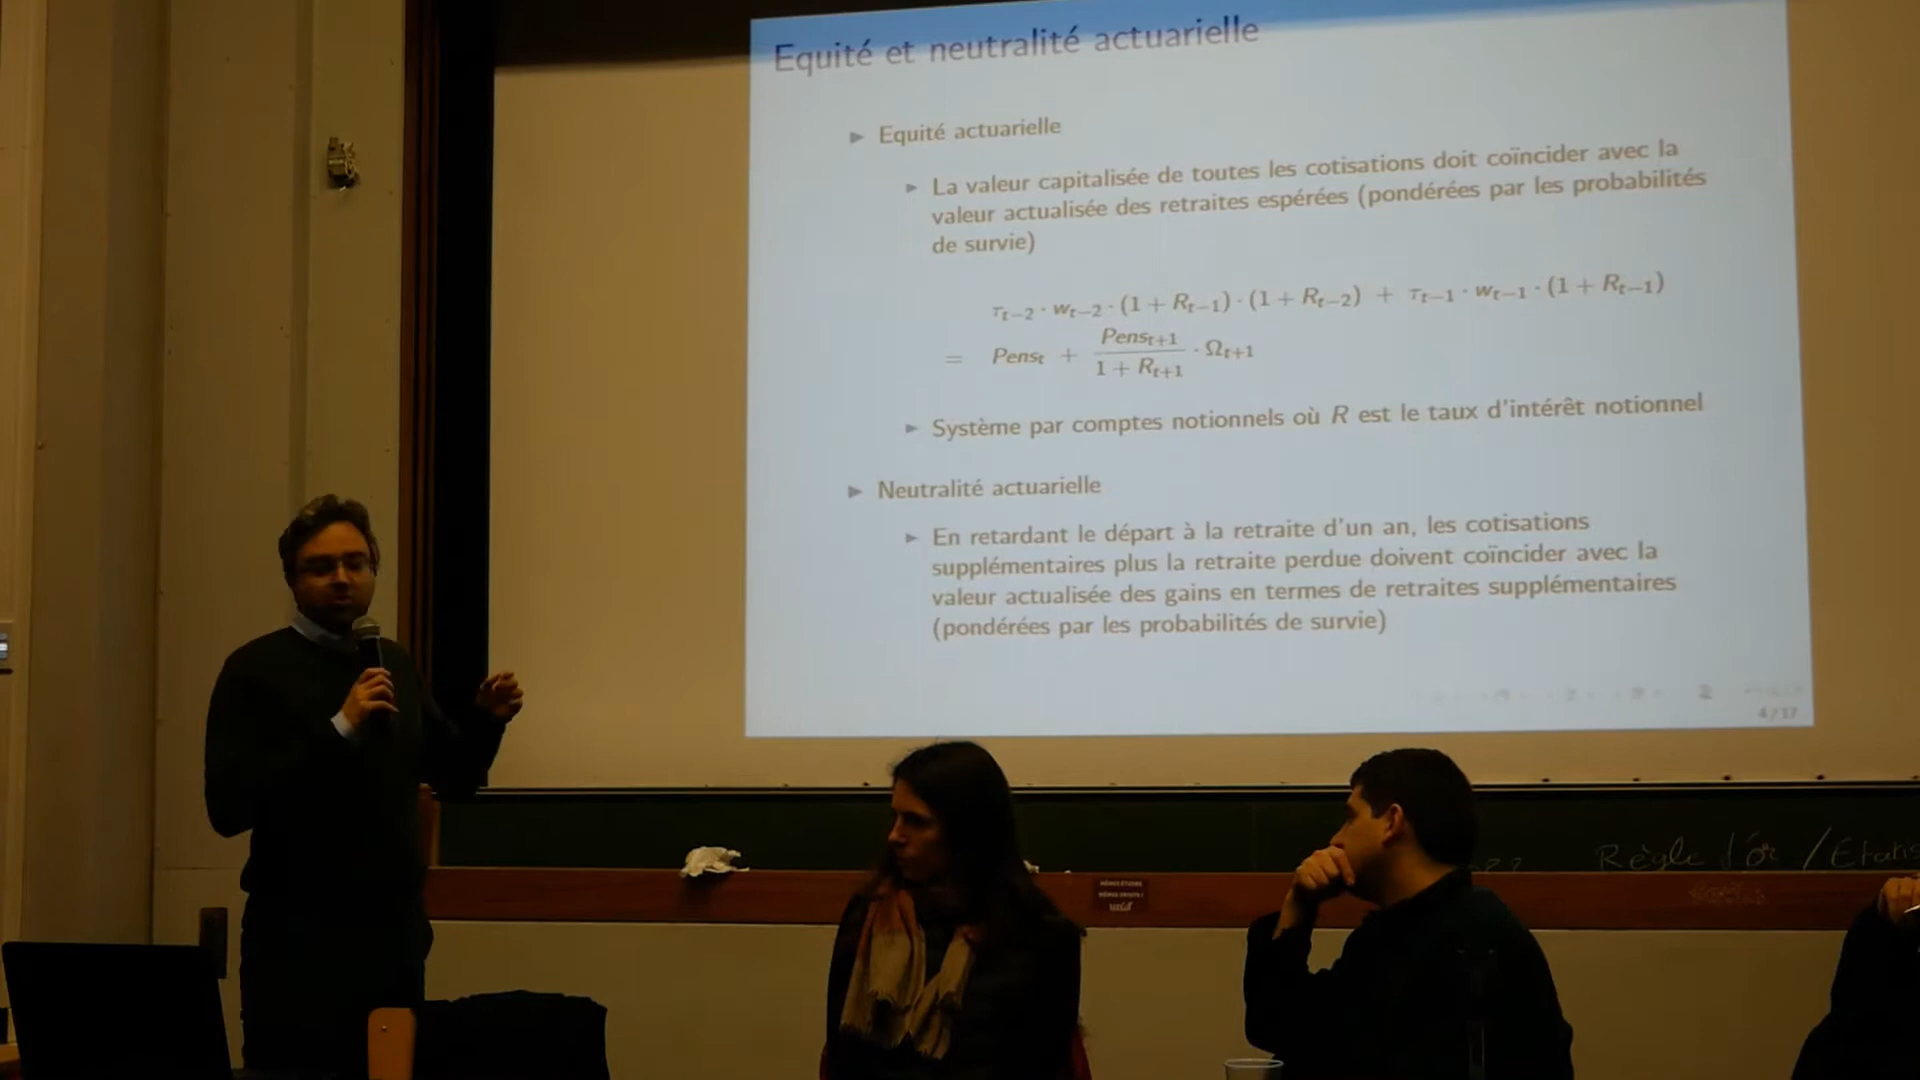 Equité et neutralité actuarielle
► Equité actuarielle
► La valeur capitalisée de toutes les cotisations doit coïncider avec la
valeur actualisée des retraites espérées (pondérées par les probabilités
de survie)
τ_{t−2} · w_{t−2} · (1 + R_{t−1}) · (1 + R_{t−2}) + τ_{t−1} · w_{t−1} · (1 + R_{t−1})
= Pens_t + Pens_{t+1} / (1 + R_{t+1}) · Ω_{t+1}
► Système par comptes notionnels où R est le taux d'intérêt notionnel
► Neutralité actuarielle
► En retardant le départ à la retraite d'un an, les cotisations
supplémentaires plus la retraite perdue doivent coïncider avec la
valeur actualisée des gains en termes de retraites supplémentaires
(pondérées par les probabilités de survie)
4 / 17
Règle d'or / Etats
MÊMES ÉTUDES
MÊMES DROITS !
unef